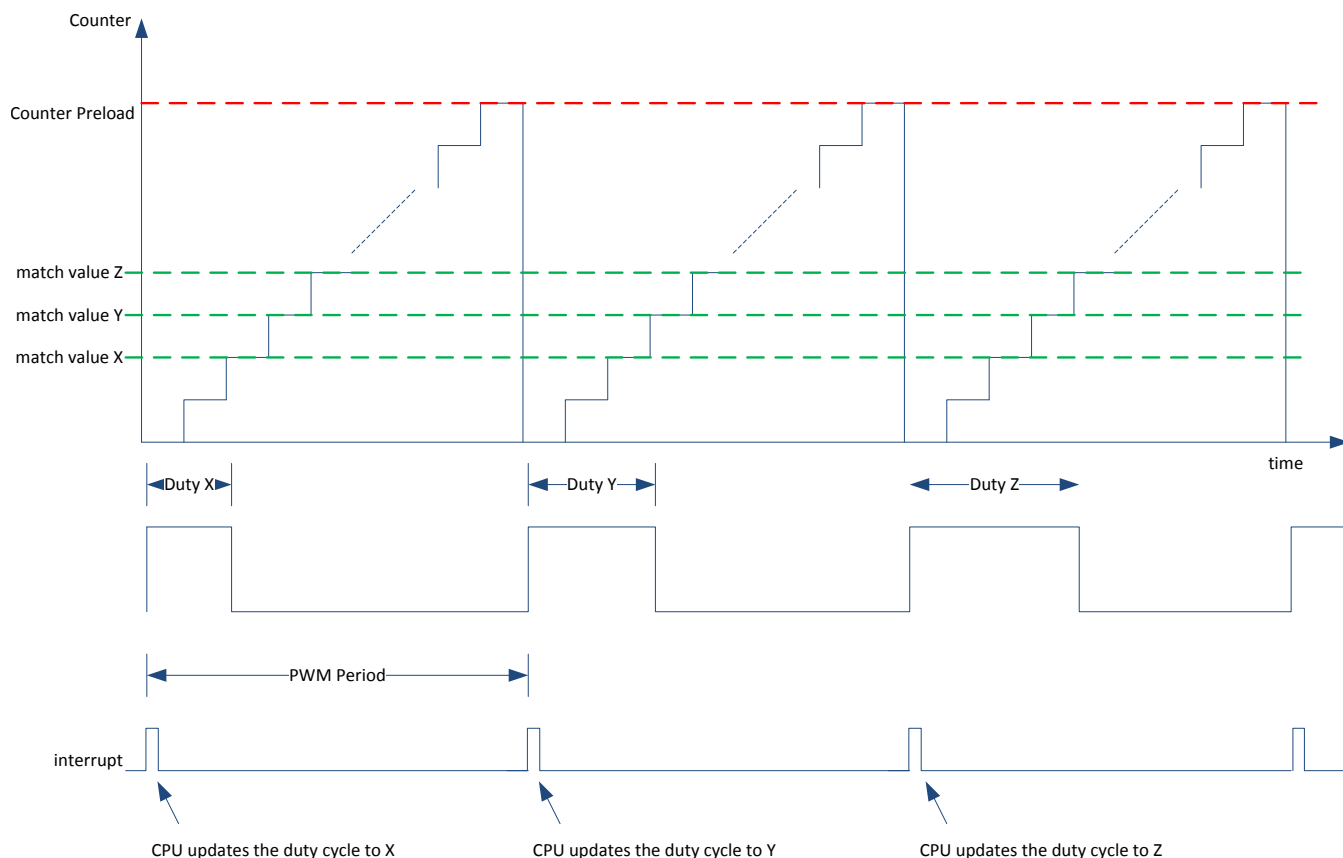 Counter
Counter Preload
match value Z
match value Y
match value X
time
Duty X
Duty Y
Duty Z
PWM Period
interrupt
CPU updates the duty cycle to X
CPU updates the duty cycle to Y
CPU updates the duty cycle to Z